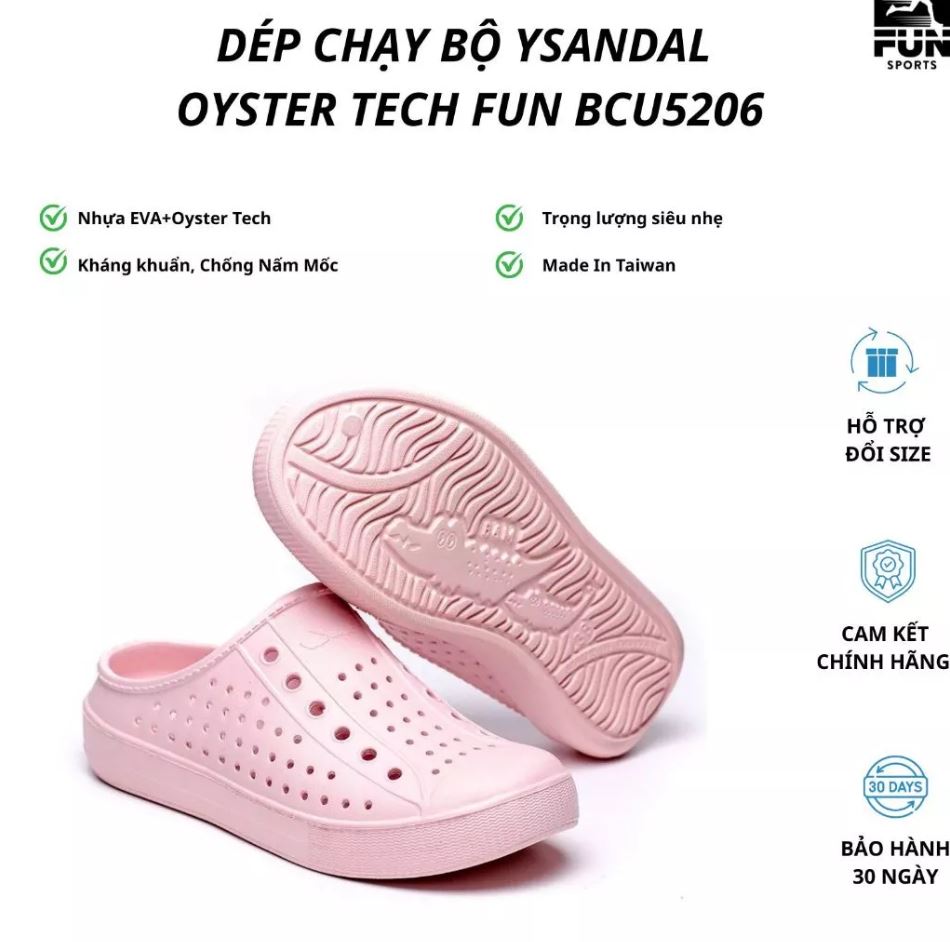 DÉP CHẠY BỘ YSANDAL
OYSTER TECH FUN BCU5206
FUN
SPORTS
Nhựa EVA+Oyster Tech
Trọng lượng siêu nhẹ
Kháng khuẩn, Chống Nấm Mốc
Made In Taiwan
HỖ TRỢ
ĐỔI SIZE
CAM KẾT
CHÍNH HÃNG
30 DAYS
BẢO HÀNH
30 NGÀY